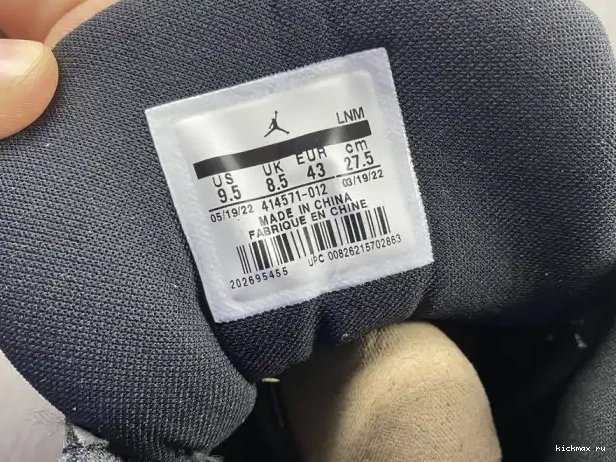 LNM
US UK EUR cm
9.5 8.5 43 27.5
05/19/22 414571-012 03/19/22
MADE IN CHINA
FABRIQUE EN CHINE
202695455 UPC 00826215702863
kickmax.ru